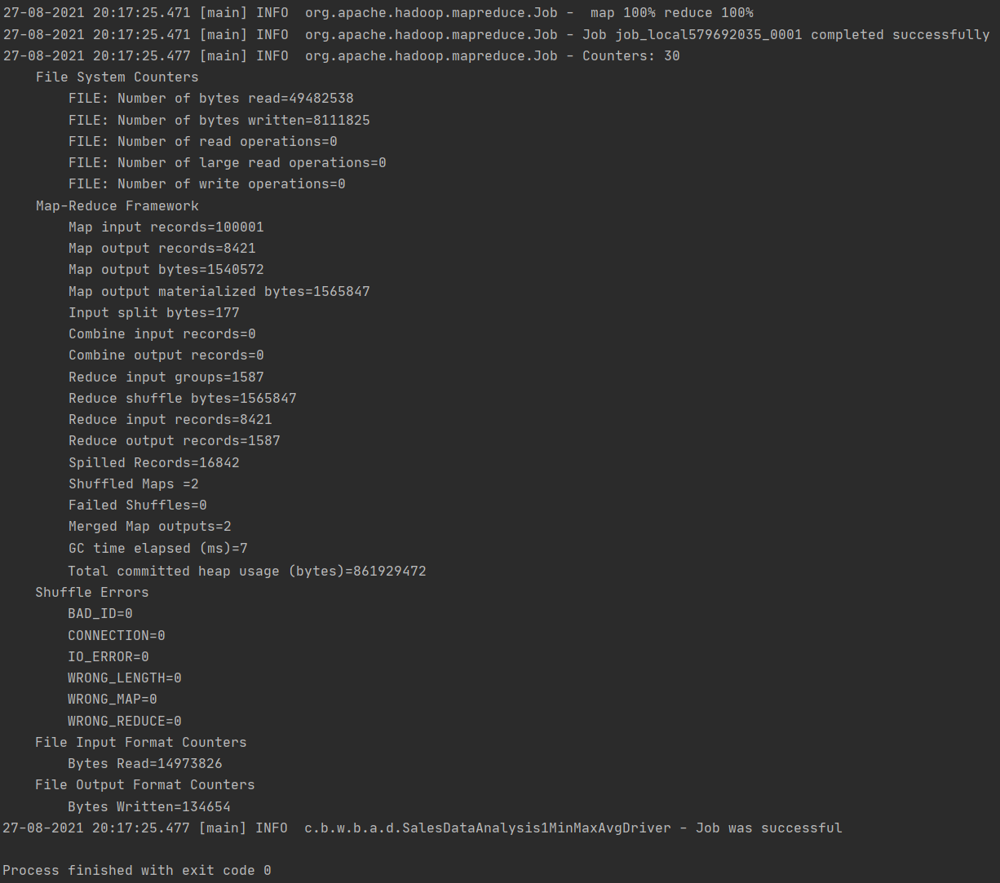 27-08-2021 20:17:25.471 [main] INFO  org.apache.hadoop.mapreduce.Job -  map 100% reduce 100%
27-08-2021 20:17:25.471 [main] INFO  org.apache.hadoop.mapreduce.Job - Job job_local579692035_0001 completed successfully
27-08-2021 20:17:25.477 [main] INFO  org.apache.hadoop.mapreduce.Job - Counters: 30
    File System Counters
        FILE: Number of bytes read=49482538
        FILE: Number of bytes written=8111825
        FILE: Number of read operations=0
        FILE: Number of large read operations=0
        FILE: Number of write operations=0
    Map-Reduce Framework
        Map input records=100001
        Map output records=8421
        Map output bytes=1540572
        Map output materialized bytes=1565847
        Input split bytes=177
        Combine input records=0
        Combine output records=0
        Reduce input groups=1587
        Reduce shuffle bytes=1565847
        Reduce input records=8421
        Reduce output records=1587
        Spilled Records=16842
        Shuffled Maps =2
        Failed Shuffles=0
        Merged Map outputs=2
        GC time elapsed (ms)=7
        Total committed heap usage (bytes)=861929472
    Shuffle Errors
        BAD_ID=0
        CONNECTION=0
        IO_ERROR=0
        WRONG_LENGTH=0
        WRONG_MAP=0
        WRONG_REDUCE=0
    File Input Format Counters
        Bytes Read=14973826
    File Output Format Counters
        Bytes Written=134654
27-08-2021 20:17:25.477 [main] INFO  c.b.w.b.a.d.SalesDataAnalysis1MinMaxAvgDriver - Job was successful
Process finished with exit code 0